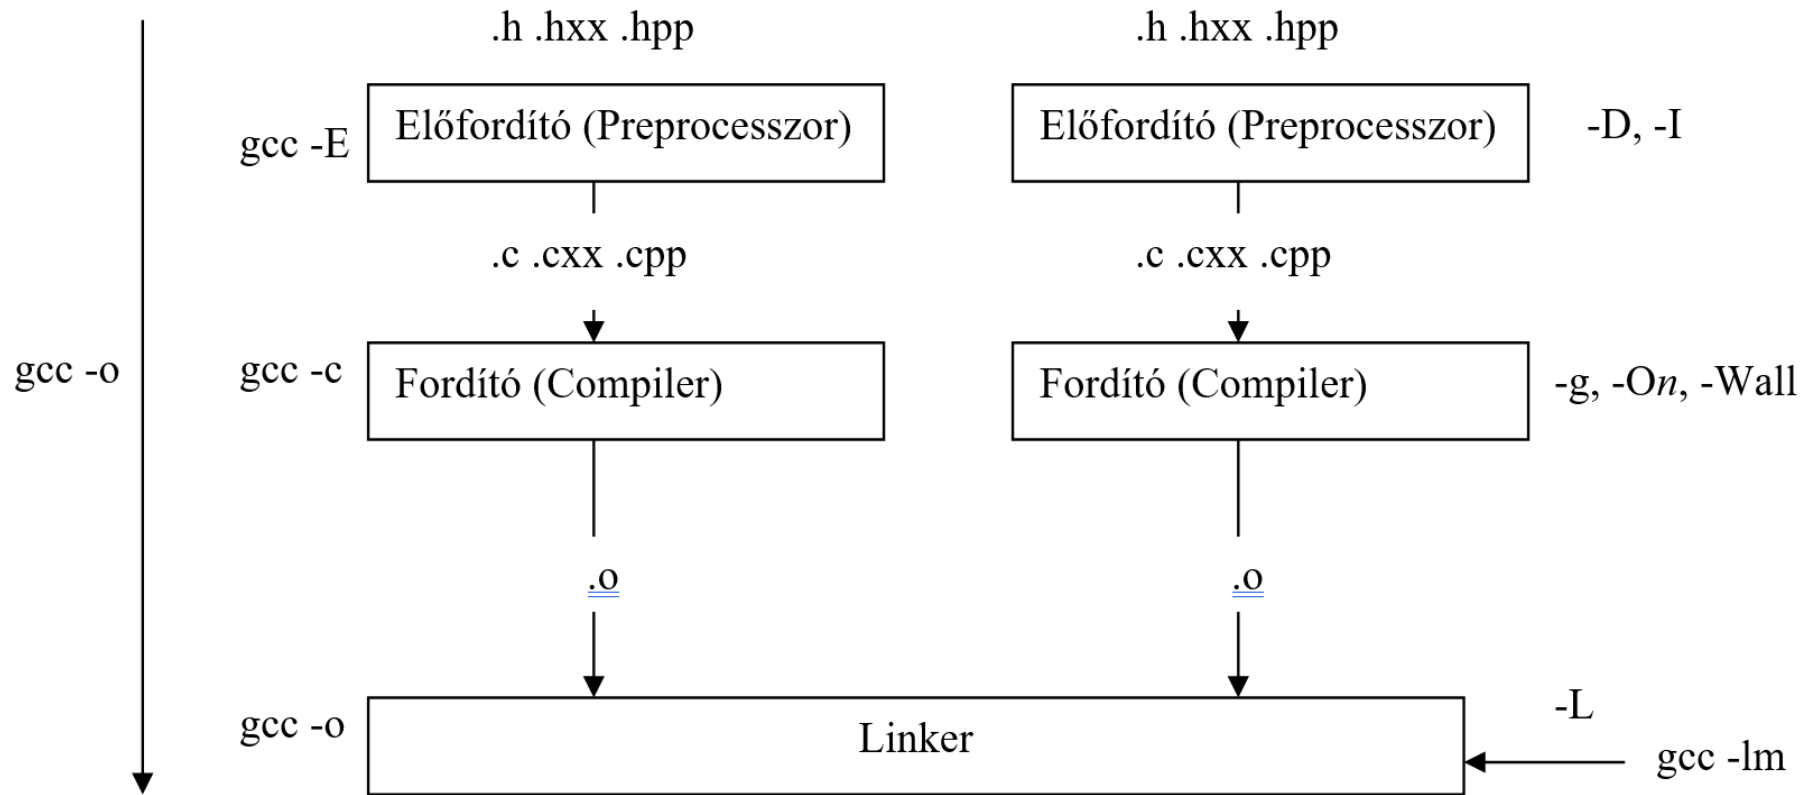 .h .hxx .hpp
.h .hxx .hpp
gcc -E
Előfordító (Preprocesszor)
Előfordító (Preprocesszor)
-D, -I
.c .cxx .cpp
.c .cxx .cpp
gcc -o
gcc -c
Fordító (Compiler)
Fordító (Compiler)
-g, -On, -Wall
.o
.o
gcc -o
Linker
-L
gcc -lm